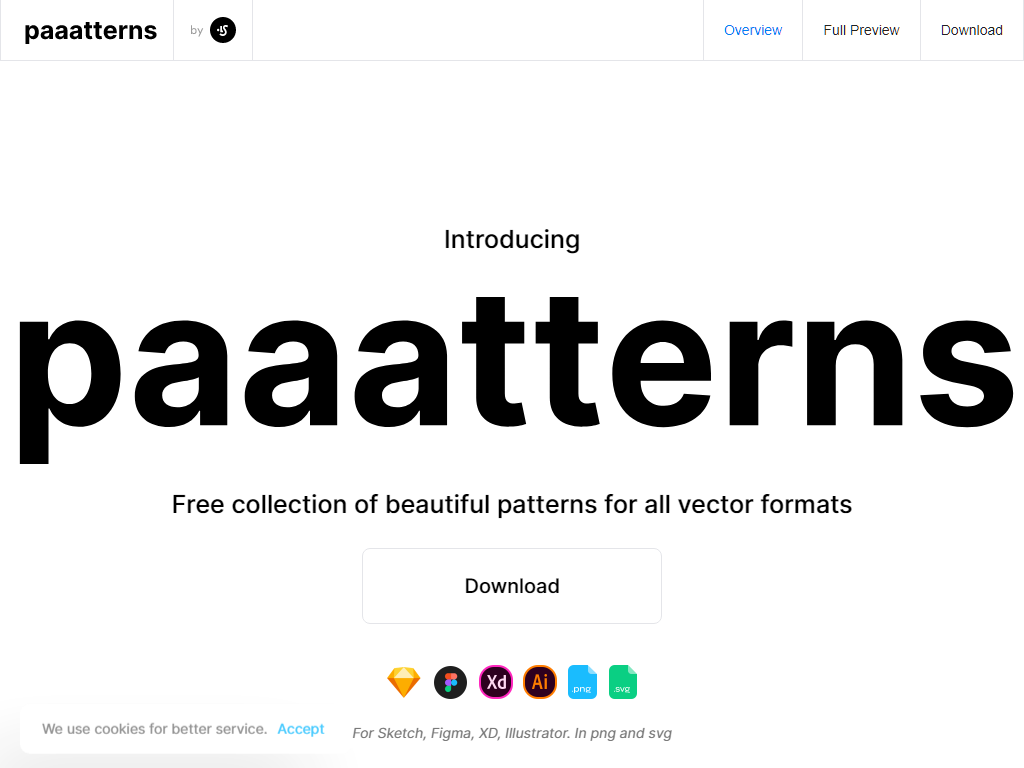 paaatterns
by
Overview
Full Preview
Download
Introducing
paaatterns
Free collection of beautiful patterns for all vector formats
Download
Xd
Ai
.png
.svg
We use cookies for better service. Accept
For Sketch, Figma, XD, Illustrator. In png and svg